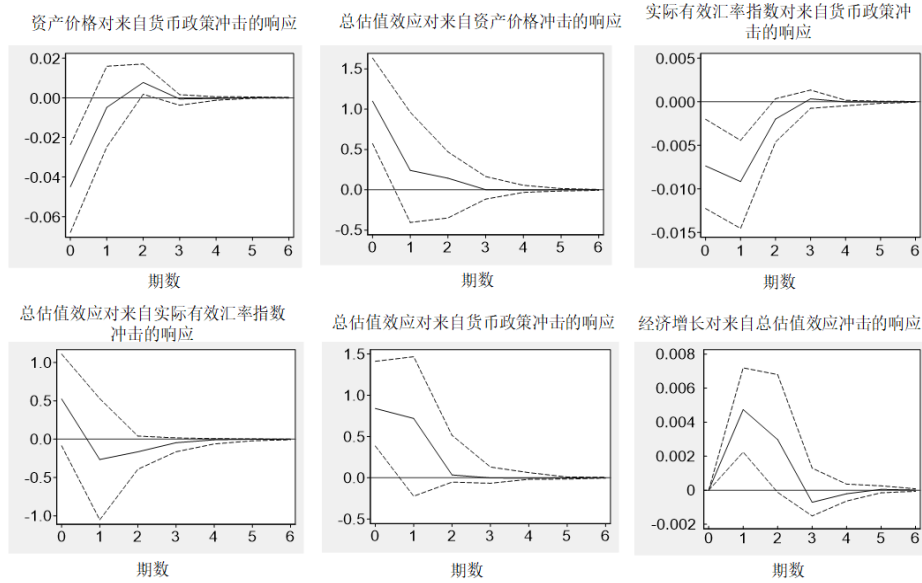 资产价格对来自货币政策冲击的响应
0.02
0.00
-0.02
-0.04
-0.06
0 1 2 3 4 5 6
期数
总估值效应对来自资产价格冲击的响应
1.5
1.0
0.5
0.0
-0.5
0 1 2 3 4 5 6
期数
实际有效汇率指数对来自货币政策冲
击的响应
0.005
0.000
-0.005
-0.010
-0.015
0 1 2 3 4 5 6
期数
总估值效应对来自实际有效汇率指数
冲击的响应
1.0
0.5
0.0
-0.5
-1.0
0 1 2 3 4 5 6
期数
总估值效应对来自货币政策冲击的响应
1.5
1.0
0.5
0.0
-0.5
0 1 2 3 4 5 6
期数
经济增长对来自总估值效应冲击的响应
0.008
0.006
0.004
0.002
0
-0.002
0 1 2 3 4 5 6
期数